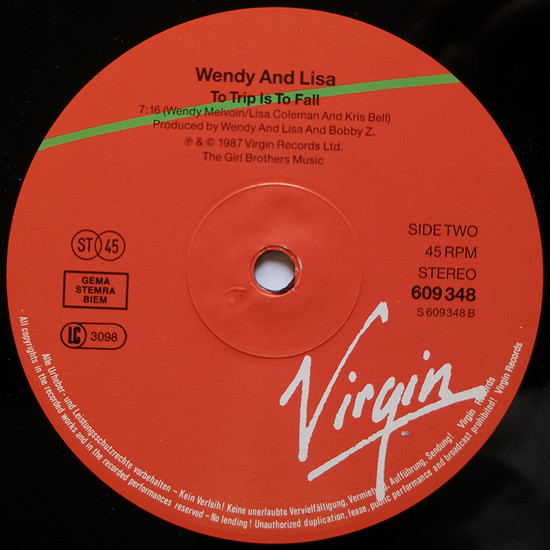 Wendy And Lisa
To Trip Is To Fall
7:16 (Wendy Melvoin/Lisa Coleman And Kris Bell)
Produced by Wendy And Lisa And Bobby Z.
℗ & © 1987 Virgin Records Ltd.
The Girl Brothers Music
ST 45
GEMA
STEMRA
BIEM
LC 3098
SIDE TWO
45 RPM
STEREO
609 348
S 609 348 B
Virgin
Alle Urheber- und Leistungsschutzrechte vorbehalten – Kein Verleih! Keine unerlaubte Vervielfältigung, Vermietung, Aufführung, Sendung! Virgin Records
All copyrights in the recorded works and in the recorded performances reserved – No lending! Unauthorized duplication, lease, public performance and broadcast prohibited! Virgin Records